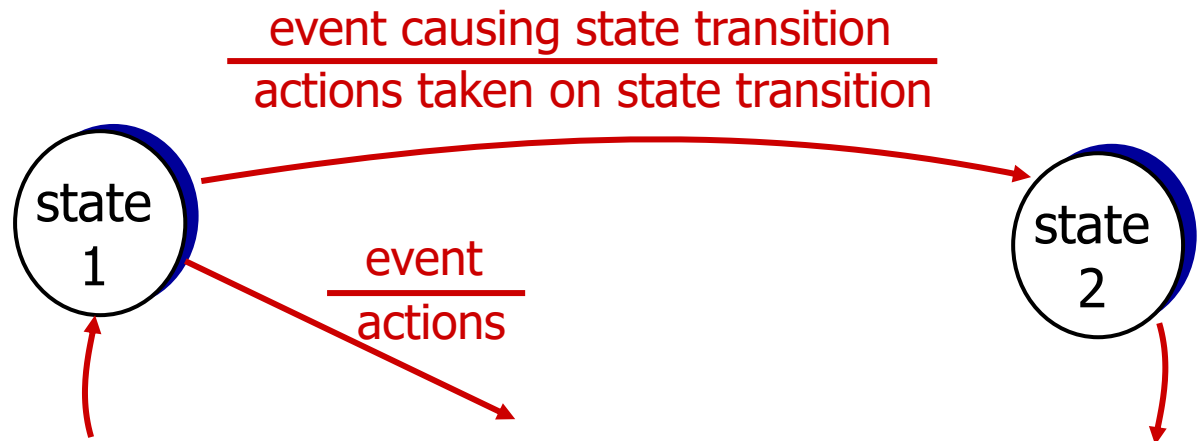 event causing state transition
actions taken on state transition
state
1
event
actions
state
2